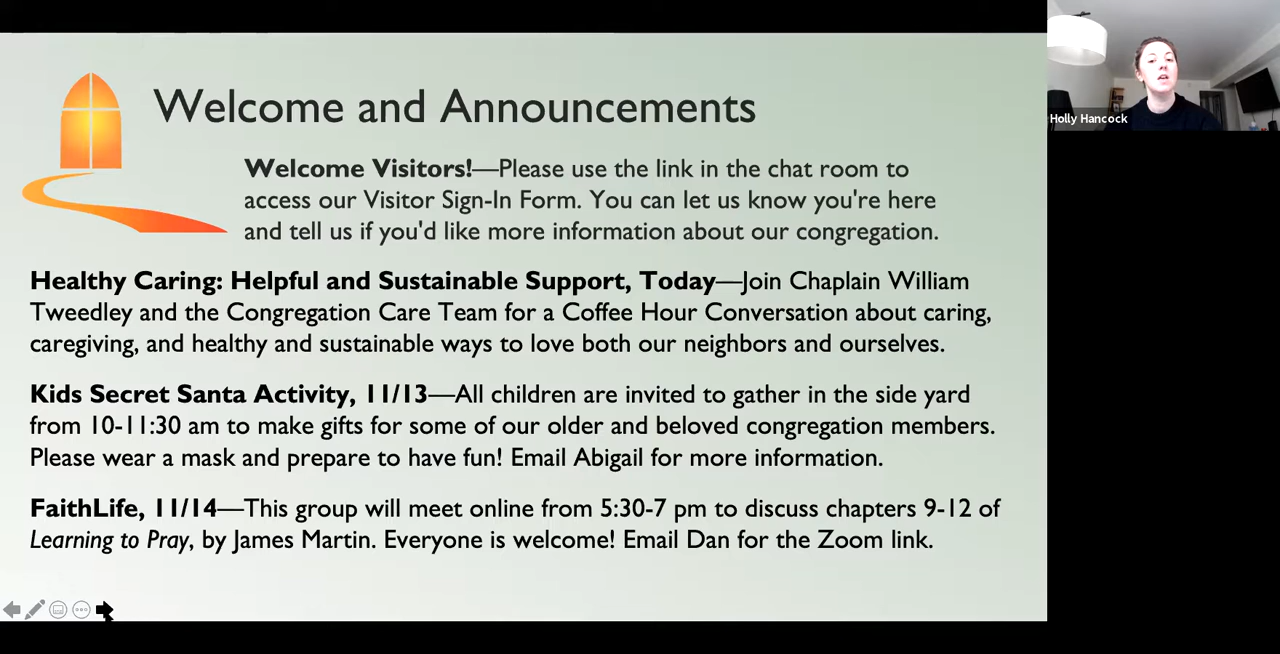 Welcome and Announcements
Holly Hancock
Welcome Visitors!—Please use the link in the chat room to
access our Visitor Sign-In Form. You can let us know you're here
and tell us if you'd like more information about our congregation.
Healthy Caring: Helpful and Sustainable Support, Today—Join Chaplain William
Tweedley and the Congregation Care Team for a Coffee Hour Conversation about caring,
caregiving, and healthy and sustainable ways to love both our neighbors and ourselves.
Kids Secret Santa Activity, 11/13—All children are invited to gather in the side yard
from 10-11:30 am to make gifts for some of our older and beloved congregation members.
Please wear a mask and prepare to have fun! Email Abigail for more information.
FaithLife, 11/14—This group will meet online from 5:30-7 pm to discuss chapters 9-12 of
Learning to Pray, by James Martin. Everyone is welcome! Email Dan for the Zoom link.